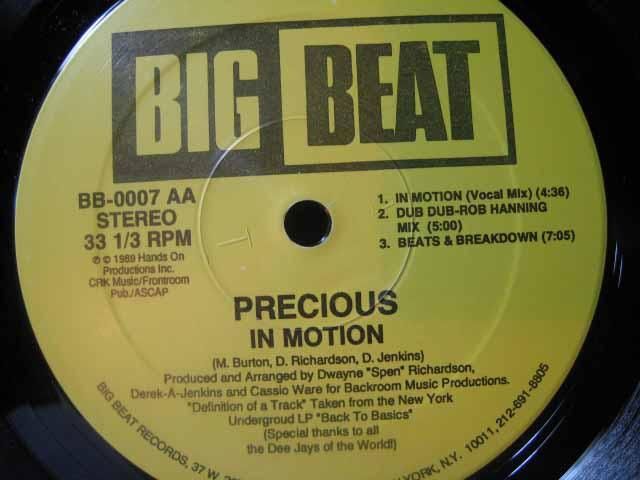 BIG BEAT
BB-0007 AA
STEREO
33 1/3 RPM
℗ © 1989 Hands On
Productions Inc.
CRK Music/Frontroom
Pub./ASCAP
1. IN MOTION (Vocal Mix) (4:36)
2. DUB DUB-ROB HANNING
MIX (5:00)
3. BEATS & BREAKDOWN (7:05)
PRECIOUS
IN MOTION
(M. Burton, D. Richardson, D. Jenkins)
Produced and Arranged by Dwayne "Spen" Richardson,
Derek-A-Jenkins and Cassio Ware for Backroom Music Productions.
"Definition of a Track" Taken from the New York
Undergroud LP "Back To Basics"
(Special thanks to all
the Dee Jays of the World!)
BIG BEAT RECORDS, 37 W. YORK, N.Y. 10011, 212-691-8805